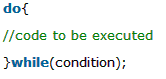 do{
//code to be executed
}while(condition);